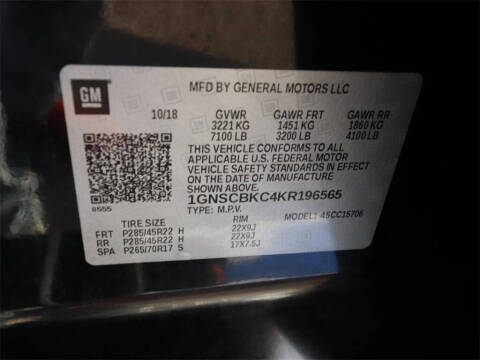 GM
MFD BY GENERAL MOTORS LLC
10/18 GVWR GAWR FRT GAWR RR
3221 KG 1451 KG 1860 KG
7100 LB 3200 LB 4100 LB
THIS VEHICLE CONFORMS TO ALL
APPLICABLE U.S. FEDERAL MOTOR
VEHICLE SAFETY STANDARDS IN EFFECT
ON THE DATE OF MANUFACTURE
SHOWN ABOVE.
1GNSCBKC4KR196565
8555 TYPE: M.P.V. MODEL: 4SCC15706
TIRE SIZE RIM
FRT P285/45R22 H 22X9J
RR P285/45R22 H 22X9J
SPA P265/70R17 S 17X7.5J